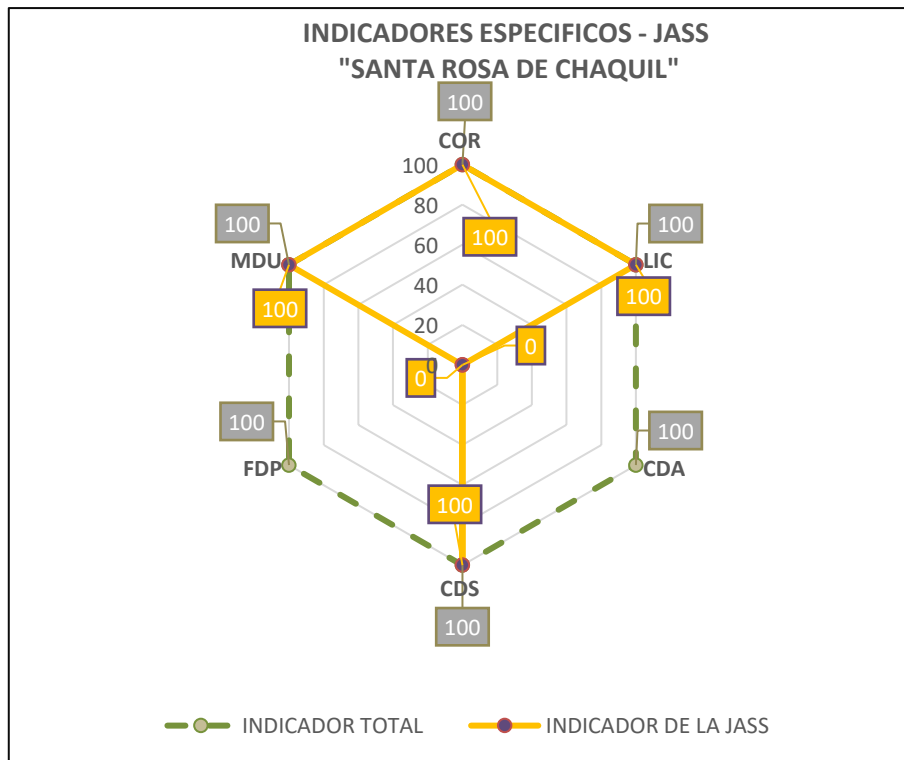 INDICADORES ESPECIFICOS - JASS
"SANTA ROSA DE CHAQUIL"
100
COR
100
80
60
40
20
0
100
100
LIC
100
0
100
CDA
100
CDS
100
0
100
FDP
100
MDU
100
INDICADOR TOTAL
INDICADOR DE LA JASS